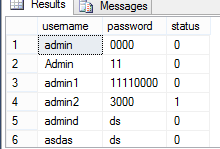 Results Messages
username password status
1 admin 0000 0
2 Admin 11 0
3 admin1 11110000 0
4 admin2 3000 1
5 admind ds 0
6 asdas ds 0